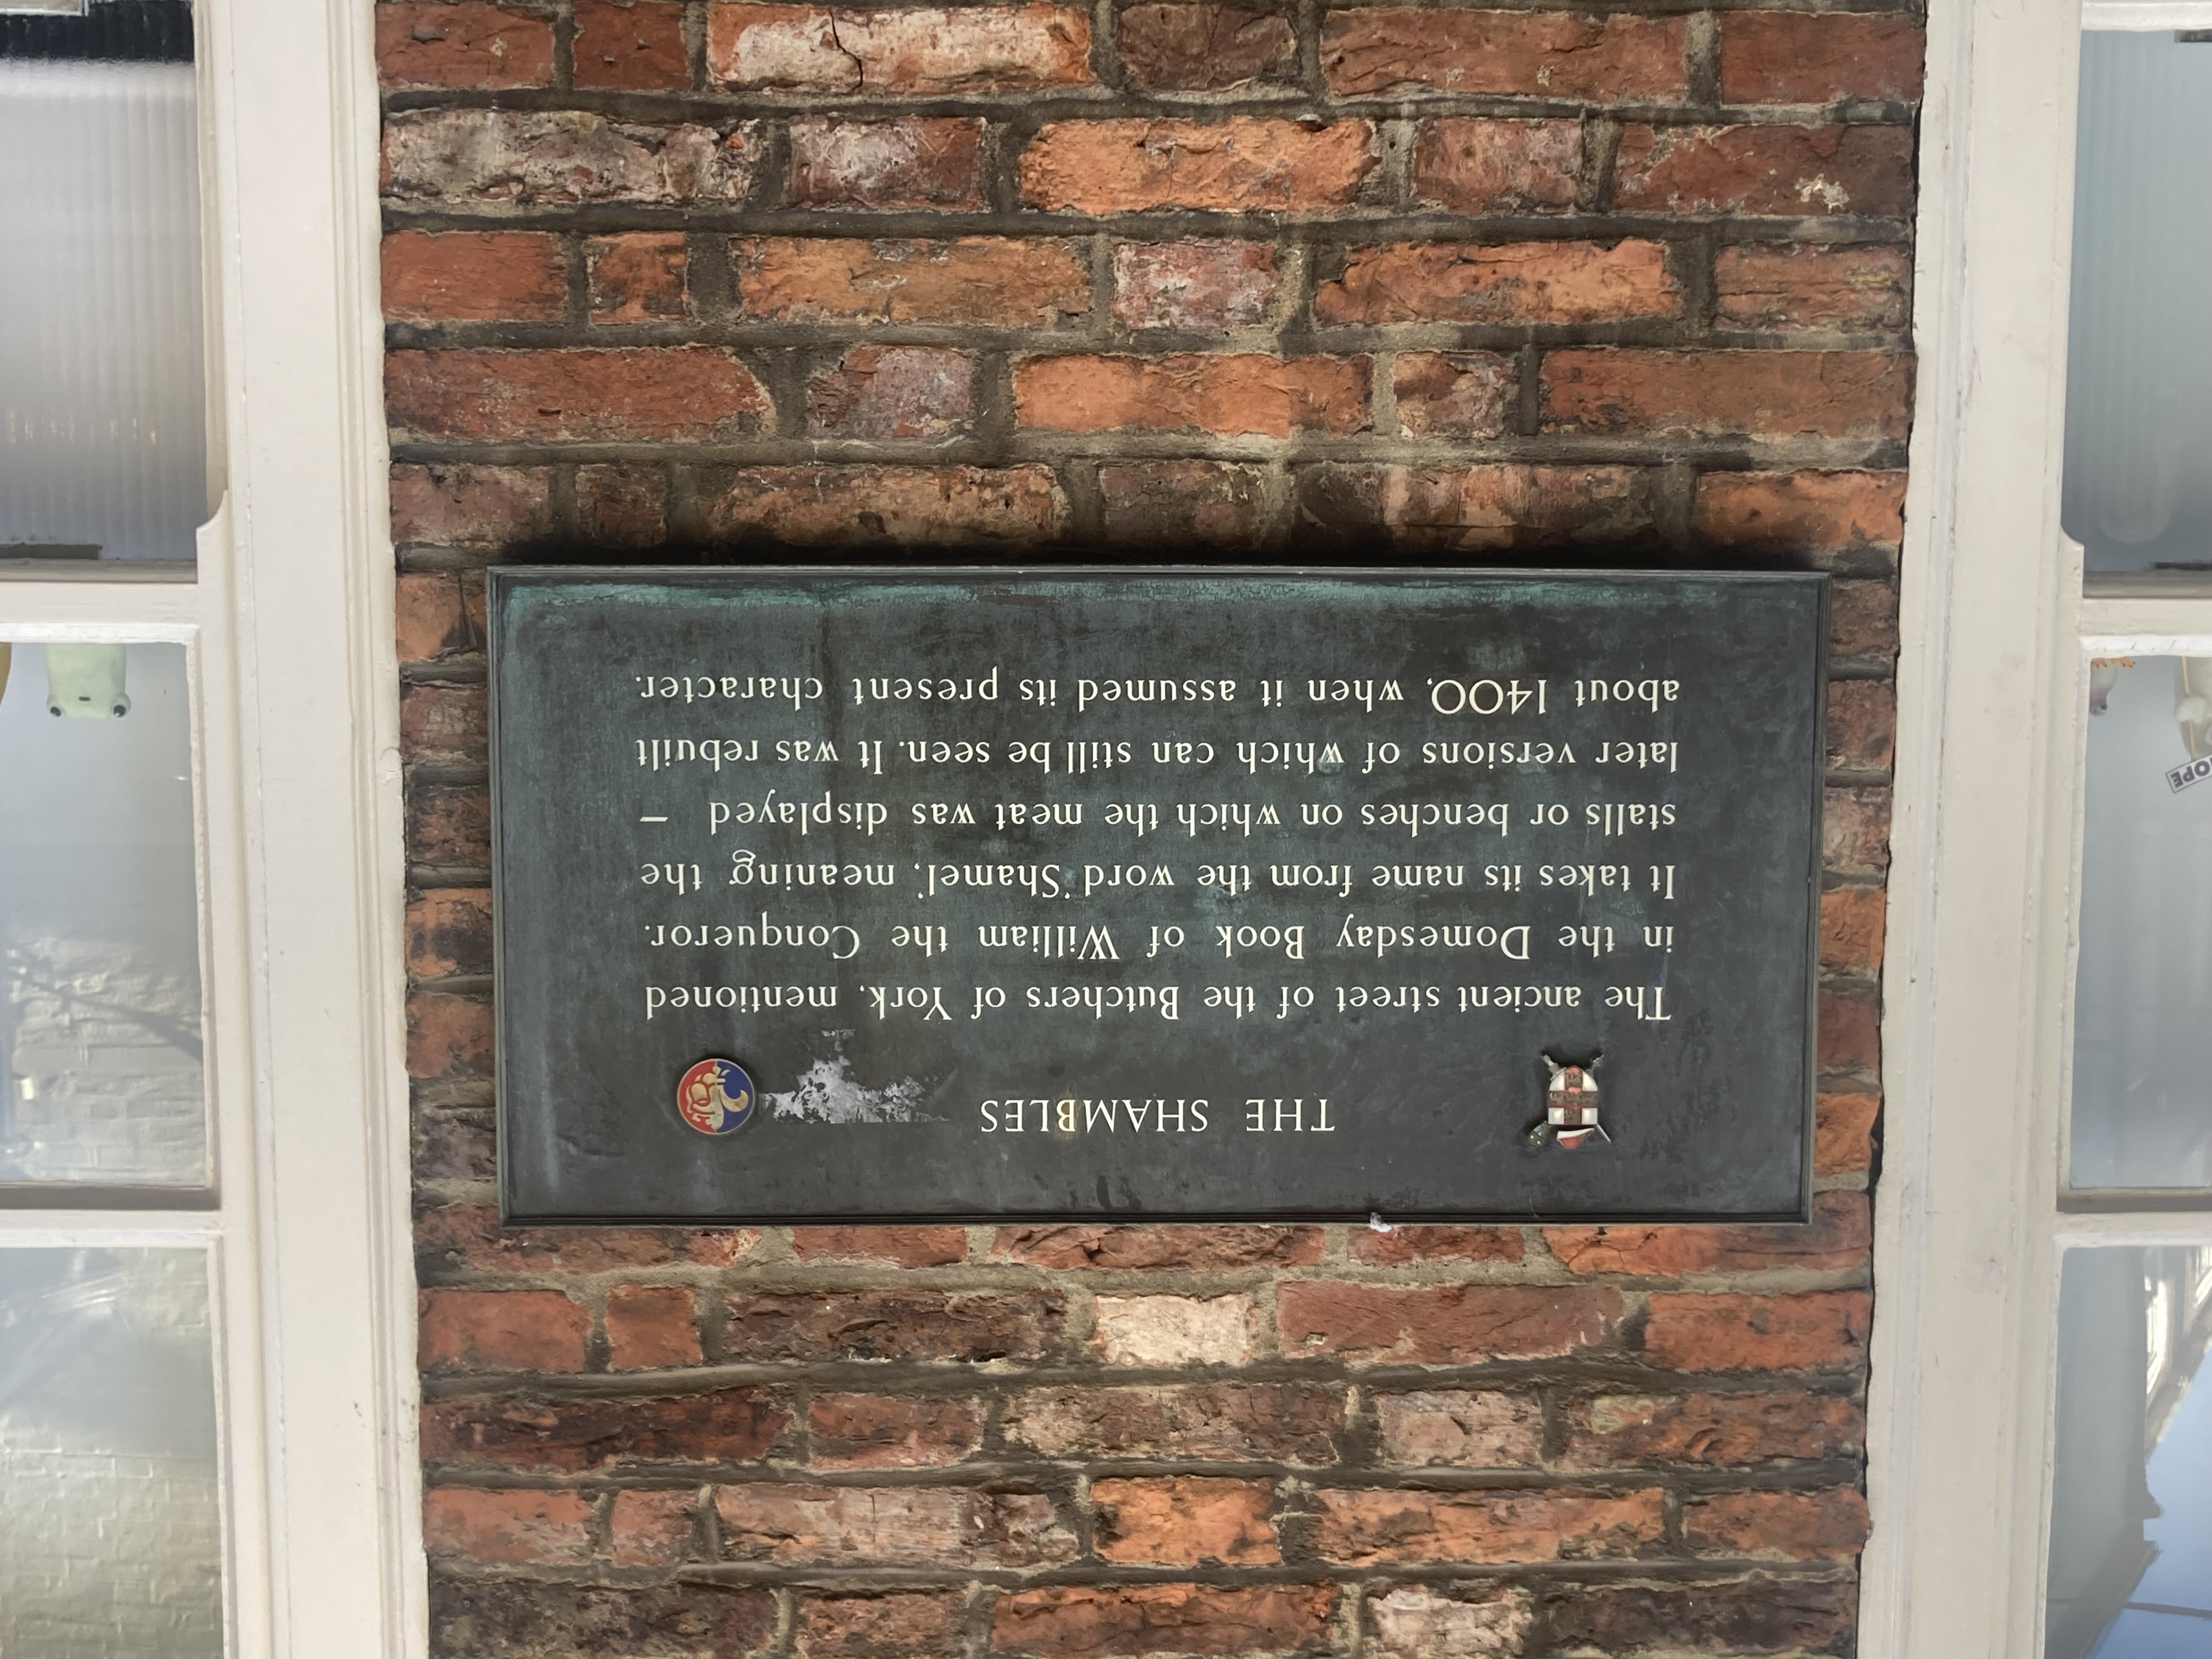 THE SHAMBLES
The ancient street of the Butchers of York, mentioned
in the Domesday Book of William the Conqueror.
It takes its name from the word 'Shamel', meaning the
stalls or benches on which the meat was displayed –
later versions of which can still be seen. It was rebuilt
about 1400, when it assumed its present character.